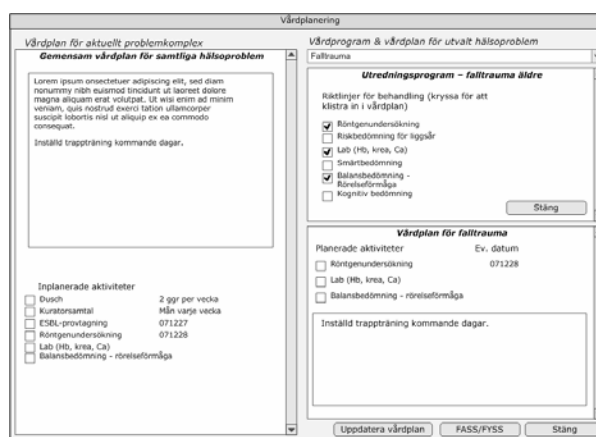 Vårdplanering
Vårdplan för aktuellt problemkomplex
Gemensam vårdplan för samtliga hälsoproblem
Lorem ipsum onsectetuer adipiscing elit, sed diam
nonummy nibh euismod tincidunt ut laoreet dolore
magna aliquam erat volutpat. Ut wisi enim ad minim
veniam, quis nostrud exerci tation ullamcorper
suscipit lobortis nisl ut aliquip ex ea commodo
consequat.
Inställd trappträning kommande dagar.
Inplanerade aktiviteter
Dusch 2 ggr per vecka
Kuratorsamtal Mån varje vecka
ESBL-provtagning 071227
Röntgenundersökning 071228
Lab (Hb, krea, Ca)
Balansbedömning - rörelseförmåga
Vårdprogram & vårdplan för utvalt hälsoproblem
Falltrauma
Utredningsprogram – falltrauma äldre
Riktlinjer för behandling (kryssa för att
klistra in i vårdplan)
Röntgenundersökning
Riskbedömning för liggsår
Lab (Hb, krea, Ca)
Smärtbedömning
Balansbedömning -
Rörelseförmåga
Kognitiv bedömning
Stäng
Vårdplan för falltrauma
Planerade aktiviteter Ev. datum
Röntgenundersökning 071228
Lab (Hb, krea, Ca)
Balansbedömning - rörelseförmåga
Inställd trappträning kommande dagar.
Uppdatera vårdplan FASS/FYSS Stäng